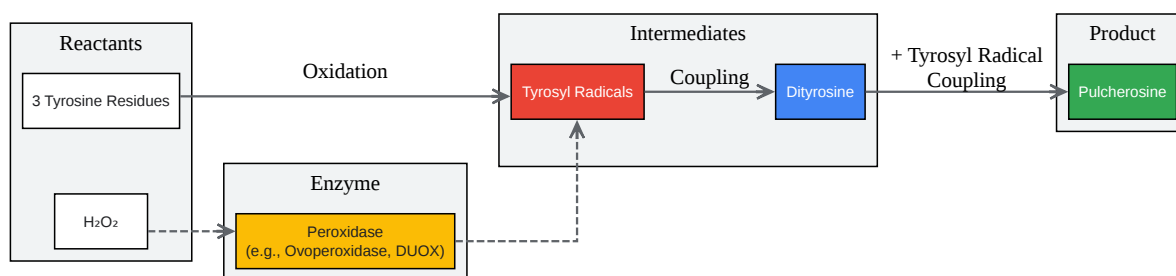 Reactants
3 Tyrosine Residues
H₂O₂
Oxidation
Enzyme
Peroxidase
(e.g., Ovoperoxidase, DUOX)
Intermediates
Tyrosyl Radicals
Coupling
Dityrosine
+ Tyrosyl Radical
Coupling
Product
Pulcherosine